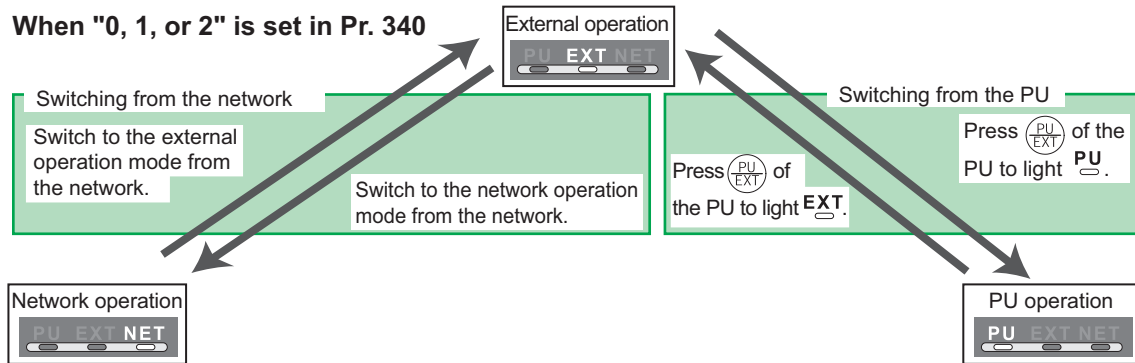 When "0, 1, or 2" is set in Pr. 340
External operation
PU EXT NET
Switching from the network
Switch to the external
operation mode from
the network.
Switch to the network operation
mode from the network.
Switching from the PU
Press PU/EXT of the
PU to light PU.
Press PU/EXT of
the PU to light EXT.
Network operation
PU EXT NET
PU operation
PU EXT NET